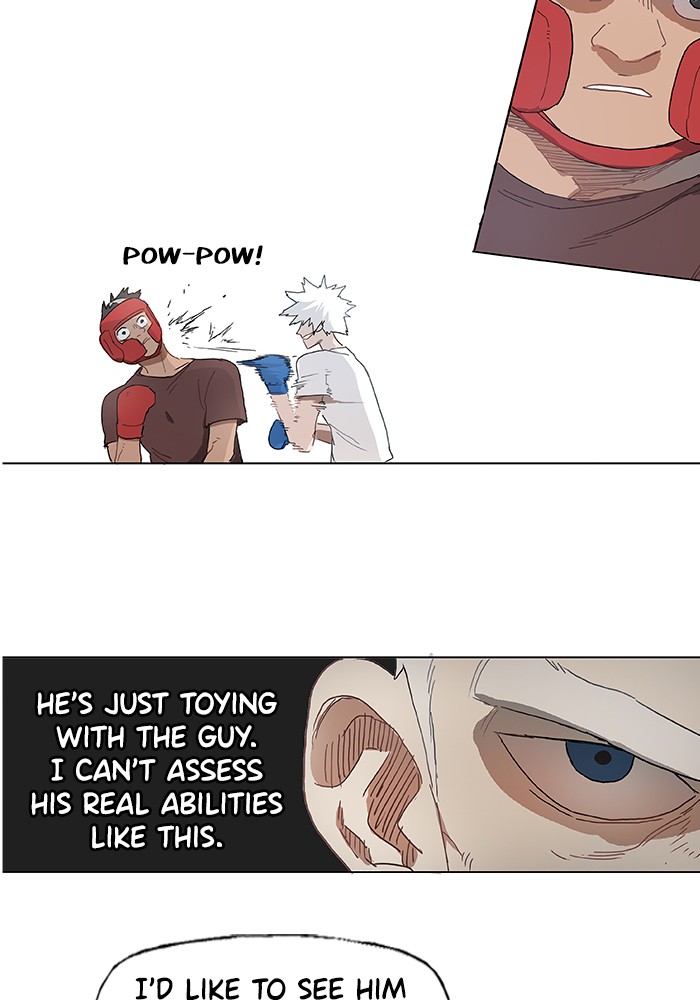 POW-POW!
HE'S JUST TOYING
WITH THE GUY.
I CAN'T ASSESS
HIS REAL ABILITIES
LIKE THIS.
I'D LIKE TO SEE HIM